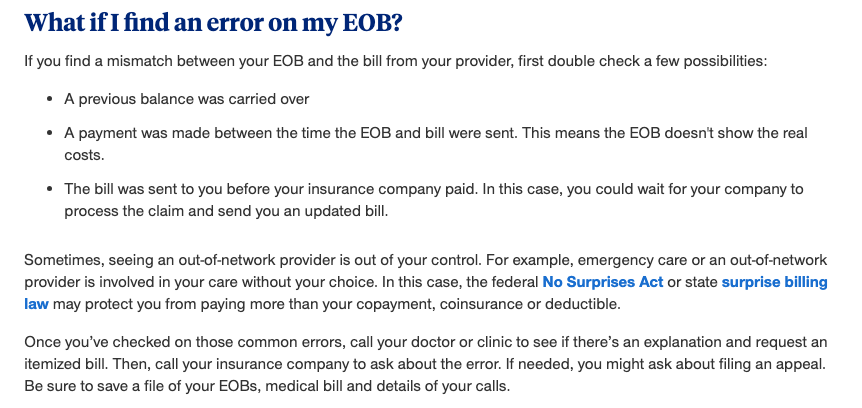 What if I find an error on my EOB?
If you find a mismatch between your EOB and the bill from your provider, first double check a few possibilities:
• A previous balance was carried over
• A payment was made between the time the EOB and bill were sent. This means the EOB doesn't show the real
costs.
• The bill was sent to you before your insurance company paid. In this case, you could wait for your company to
process the claim and send you an updated bill.
Sometimes, seeing an out-of-network provider is out of your control. For example, emergency care or an out-of-network
provider is involved in your care without your choice. In this case, the federal No Surprises Act or state surprise billing
law may protect you from paying more than your copayment, coinsurance or deductible.
Once you’ve checked on those common errors, call your doctor or clinic to see if there’s an explanation and request an
itemized bill. Then, call your insurance company to ask about the error. If needed, you might ask about filing an appeal.
Be sure to save a file of your EOBs, medical bill and details of your calls.